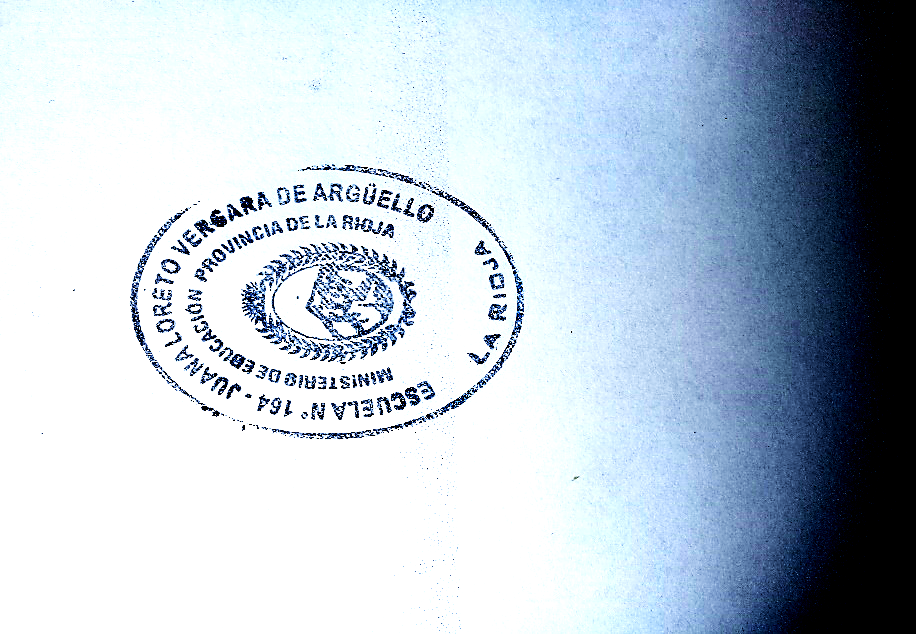 ESCUELA N° 164 - JUANA LORETO VERGARA DE ARGÜELLO
MINISTERIO DE EDUCACIÓN PROVINCIA DE LA RIOJA
LA RIOJA